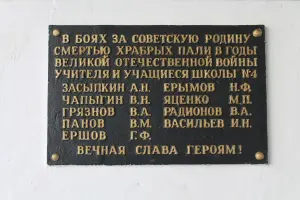 В БОЯХ ЗА СОВЕТСКУЮ РОДИНУ
СМЕРТЬЮ ХРАБРЫХ ПАЛИ В ГОДЫ
ВЕЛИКОЙ ОТЕЧЕСТВЕННОЙ ВОЙНЫ
УЧИТЕЛЯ И УЧАЩИЕСЯ ШКОЛЫ №4
ЗАСЫПКИН А.Н. ЕРЫМОВ Н.Ф.
ЧАПЫГИН В.Н. ЯЦЕНКО М.П.
ГРЯЗНОВ В.А. РАДИОНОВ В.А.
ПАНОВ В.М. ВАСИЛЬЕВ И.Н.
ЕРШОВ Г.Ф.
ВЕЧНАЯ СЛАВА ГЕРОЯМ!